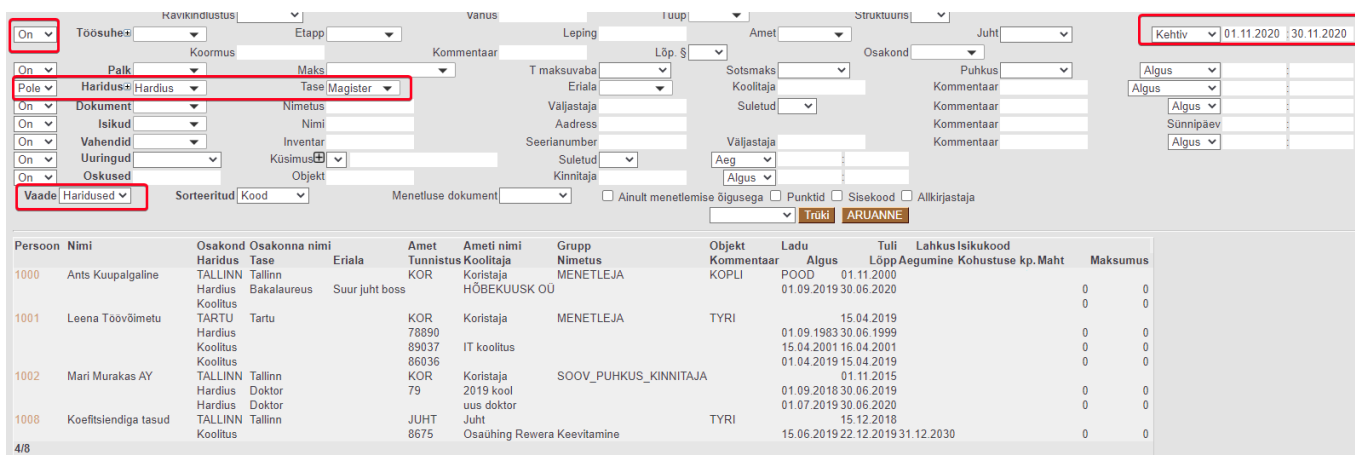 Ravikindlustus Vanus Tüüp Struktuuris
On Töösuhe Etapp Leping Amet Juht Kehtiv 01.11.2020 : 30.11.2020
Koormus Kommentaar Lõp. § Osakond
On Palk Maks T maksuvaba Sotsmaks Puhkus Algus :
Pole Haridus Hardius Tase Magister Eriala Koolitaja Kommentaar Algus :
On Dokument Nimetus Väljastaja Suletud Kommentaar Algus :
On Isikud Nimi Aadress Kommentaar Sünnipäev :
On Vahendid Inventar Seerianumber Väljastaja Kommentaar Algus :
On Uuringud Küsimus Suletud Aeg :
On Oskused Objekt Kinnitaja Algus :
Vaade Haridused Sorteeritud Kood Menetluse dokument Ainult menetlemise õigusega Punktid Sisekood Allkirjastaja
Trüki ARUANNE
Persoon Nimi Osakond Osakonna nimi Amet Ameti nimi Grupp Objekt Ladu Tuli Lahkus Isikukood
Haridus Tase Eriala Tunnistus Koolitaja Nimetus Kommentaar Algus Lõpp Aegumine Kohustuse kp. Maht Maksumus
1000 Ants Kuupalgaline TALLINN Tallinn KOR Koristaja MENETLEJA KOPLI POOD 01.11.2000
Hardius Bakalaureus Suur juht boss HÕBEKUUSK OÜ 01.09.2019 30.06.2020 0 0
Koolitus 0 0
1001 Leena Töövõimetu TARTU Tartu KOR Koristaja MENETLEJA TYRI 15.04.2019
Hardius 78890 01.09.1983 30.06.1999 0 0
Koolitus 89037 IT koolitus 15.04.2001 16.04.2001 0 0
Koolitus 86036 01.04.2019 15.04.2019 0 0
1002 Mari Murakas AY TALLINN Tallinn KOR Koristaja SOOV_PUHKUS_KINNITAJA 01.11.2015
Hardius Doktor 79 2019 kool 01.09.2018 30.06.2019 0 0
Hardius Doktor uus doktor 01.07.2019 30.06.2020 0 0
1008 Koefitsiendiga tasud TALLINN Tallinn JUHT Juht TYRI 15.12.2018
Koolitus 8675 Osaühing Rewera Keevitamine 15.06.2019 22.12.2019 31.12.2030 0 0
4/8